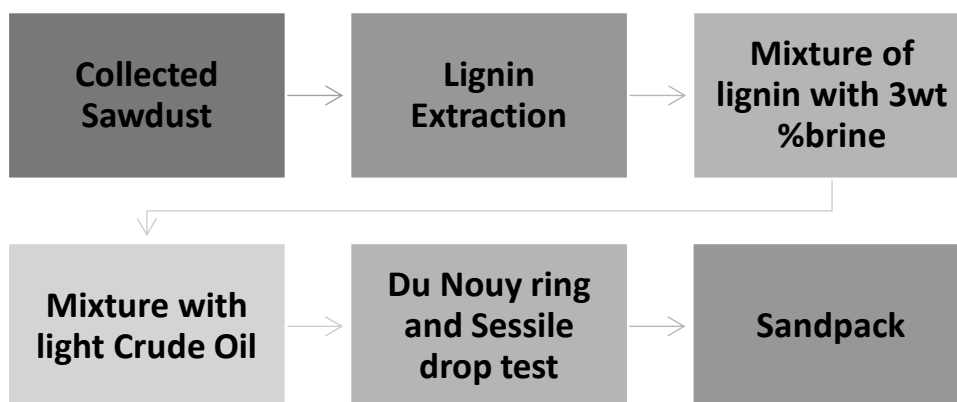 Collected
Sawdust
Lignin
Extraction
Mixture of
lignin with 3wt
%brine
Mixture with
light Crude Oil
Du Nouy ring
and Sessile
drop test
Sandpack